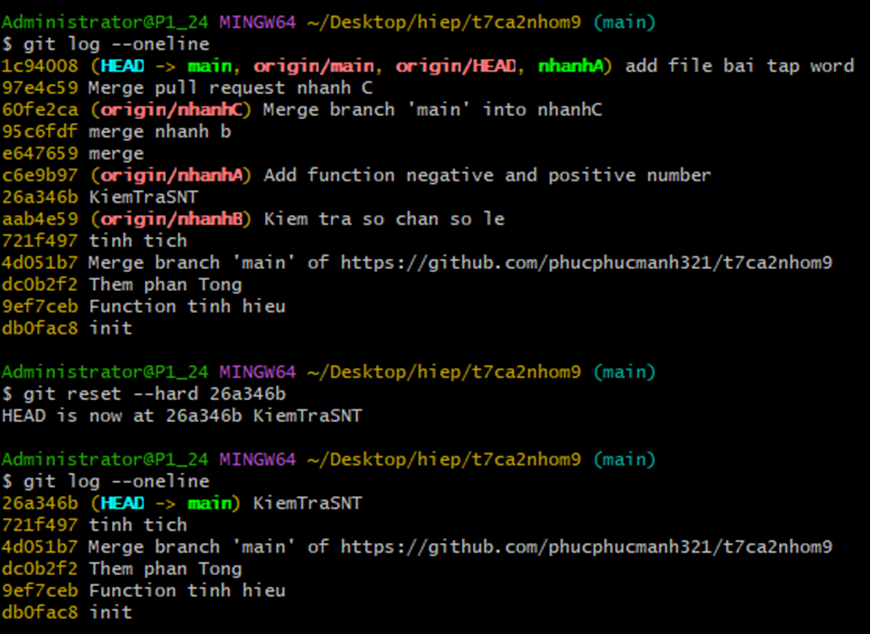 Administrator@P1_24 MINGW64 ~/Desktop/hiep/t7ca2nhom9 (main)
$ git log --oneline
1c94008 (HEAD -> main, origin/main, origin/HEAD, nhanhA) add file bai tap word
97e4c59 Merge pull request nhanh C
60fe2ca (origin/nhanhC) Merge branch 'main' into nhanhC
95c6fdf merge nhanh b
e647659 merge
c6e9b97 (origin/nhanhA) Add function negative and positive number
26a346b KiemTraSNT
aab4e59 (origin/nhanhB) Kiem tra so chan so le
721f497 tinh tich
4d051b7 Merge branch 'main' of https://github.com/phucphucmanh321/t7ca2nhom9
dc0b2f2 Them phan Tong
9ef7ceb Function tinh hieu
db0fac8 init
Administrator@P1_24 MINGW64 ~/Desktop/hiep/t7ca2nhom9 (main)
$ git reset --hard 26a346b
HEAD is now at 26a346b KiemTraSNT
Administrator@P1_24 MINGW64 ~/Desktop/hiep/t7ca2nhom9 (main)
$ git log --oneline
26a346b (HEAD -> main) KiemTraSNT
721f497 tinh tich
4d051b7 Merge branch 'main' of https://github.com/phucphucmanh321/t7ca2nhom9
dc0b2f2 Them phan Tong
9ef7ceb Function tinh hieu
db0fac8 init